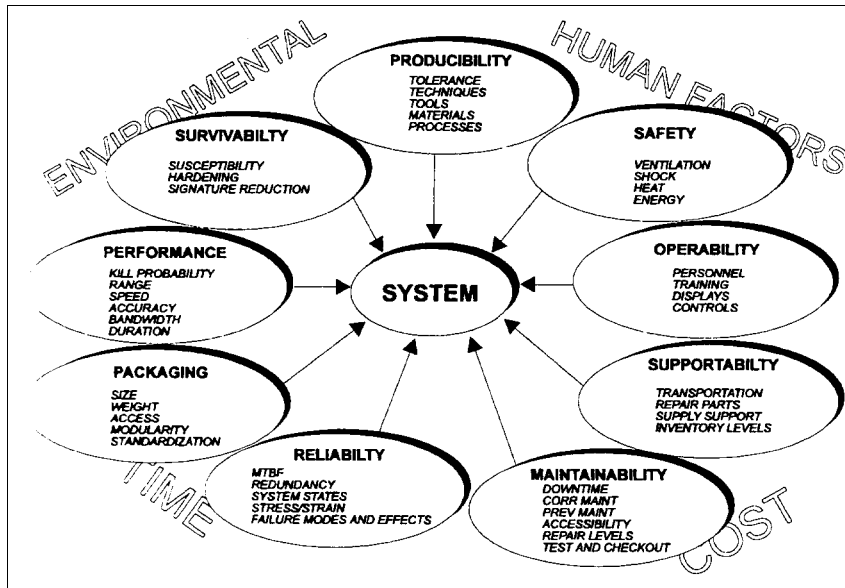 ENVIRONMENTAL
HUMAN FACTORS
PRODUCIBILITY
TOLERANCE
TECHNIQUES
TOOLS
MATERIALS
PROCESSES
SURVIVABILTY
SUSCEPTIBILITY
HARDENING
SIGNATURE REDUCTION
SAFETY
VENTILATION
SHOCK
HEAT
ENERGY
PERFORMANCE
KILL PROBABILITY
RANGE
SPEED
ACCURACY
BANDWIDTH
DURATION
SYSTEM
OPERABILITY
PERSONNEL
TRAINING
DISPLAYS
CONTROLS
PACKAGING
SIZE
WEIGHT
ACCESS
MODULARITY
STANDARDIZATION
SUPPORTABILTY
TRANSPORTATION
REPAIR PARTS
SUPPLY SUPPORT
INVENTORY LEVELS
RELIABILTY
MTBF
REDUNDANCY
SYSTEM STATES
STRESS/STRAIN
FAILURE MODES AND EFFECTS
MAINTAINABILITY
DOWNTIME
CORR MAINT
PREV MAINT
ACCESSIBILITY
REPAIR LEVELS
TEST AND CHECKOUT
TIME
COST